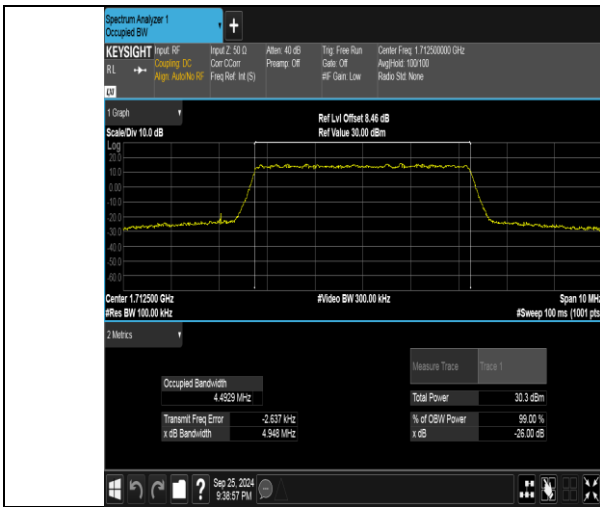 Spectrum Analyzer 1
Occupied BW
+
KEYSIGHT Input: RF Input Z: 50 Ω Atten: 40 dB Trig: Free Run Center Freq: 1.712500000 GHz
RL Coupling: DC Corr CCorr Preamp: Off Gate: Off Avg|Hold: 100/100
Align: Auto/No RF Freq Ref: Int (S) #IF Gain: Low Radio Std: None
LXI
1 Graph
Ref Lvl Offset 8.46 dB
Scale/Div 10.0 dB Ref Value 30.00 dBm
Log
20.0
10.0
0.00
-10.0
-20.0
-30.0
-40.0
-50.0
-60.0
Center 1.712500 GHz #Video BW 300.00 kHz Span 10 MHz
#Res BW 100.00 kHz #Sweep 100 ms (1001 pts)
2 Metrics
Measure Trace Trace 1
Occupied Bandwidth
4.4929 MHz Total Power 30.3 dBm
Transmit Freq Error -2.637 kHz % of OBW Power 99.00 %
x dB Bandwidth 4.948 MHz x dB -26.00 dB
? Sep 25, 2024
9:38:57 PM